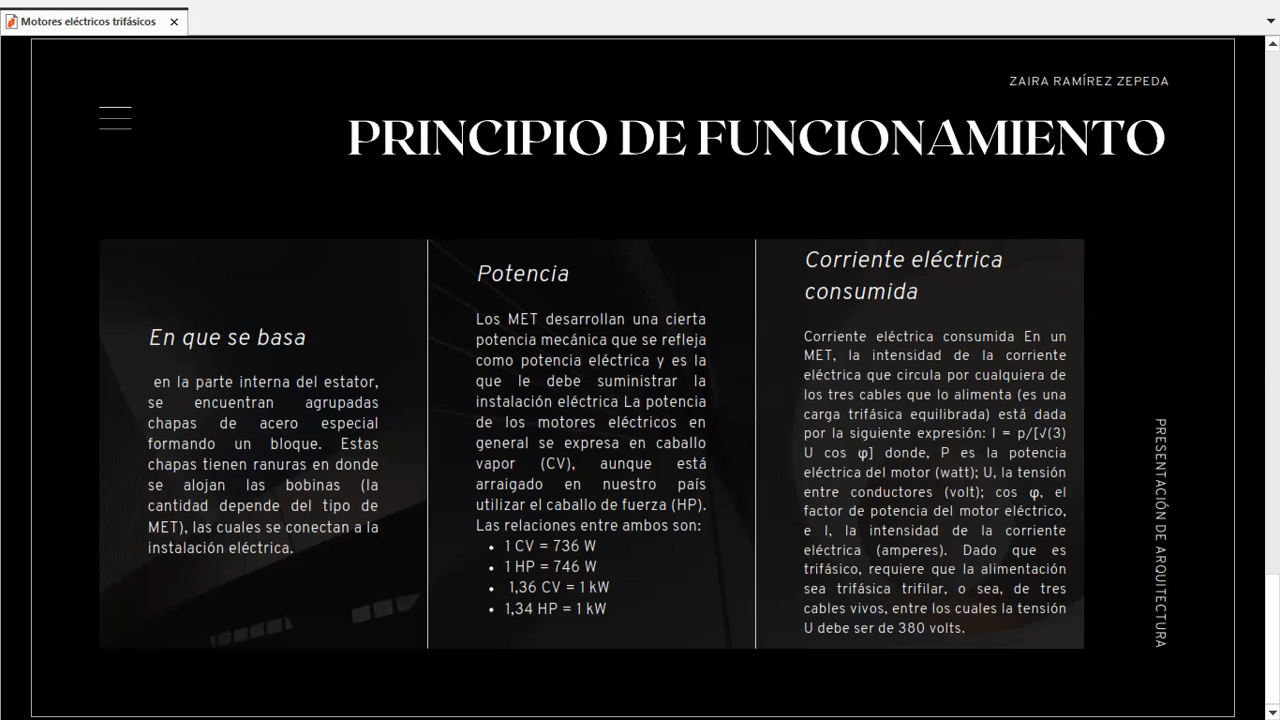 Motores eléctricos trifásicos
ZAIRA RAMÍREZ ZEPEDA
PRINCIPIO DE FUNCIONAMIENTO
En que se basa
en la parte interna del estator,
se encuentran agrupadas
chapas de acero especial
formando un bloque. Estas
chapas tienen ranuras en donde
se alojan las bobinas (la
cantidad depende del tipo de
MET), las cuales se conectan a la
instalación eléctrica.
Potencia
Los MET desarrollan una cierta
potencia mecánica que se refleja
como potencia eléctrica y es la
que le debe suministrar la
instalación eléctrica La potencia
de los motores eléctricos en
general se expresa en caballo
vapor (CV), aunque está
arraigado en nuestro país
utilizar el caballo de fuerza (HP).
Las relaciones entre ambos son:
• 1 CV = 736 W
• 1 HP = 746 W
• 1,36 CV = 1 kW
• 1,34 HP = 1 kW
Corriente eléctrica
consumida
Corriente eléctrica consumida En un
MET, la intensidad de la corriente
eléctrica que circula por cualquiera de
los tres cables que lo alimenta (es una
carga trifásica equilibrada) está dada
por la siguiente expresión: I = p/[√(3)
U cos φ] donde, P es la potencia
eléctrica del motor (watt); U, la tensión
entre conductores (volt); cos φ, el
factor de potencia del motor eléctrico,
e I, la intensidad de la corriente
eléctrica (amperes). Dado que es
trifásico, requiere que la alimentación
sea trifásica trifilar, o sea, de tres
cables vivos, entre los cuales la tensión
U debe ser de 380 volts.
PRESENTACIÓN DE ARQUITECTURA